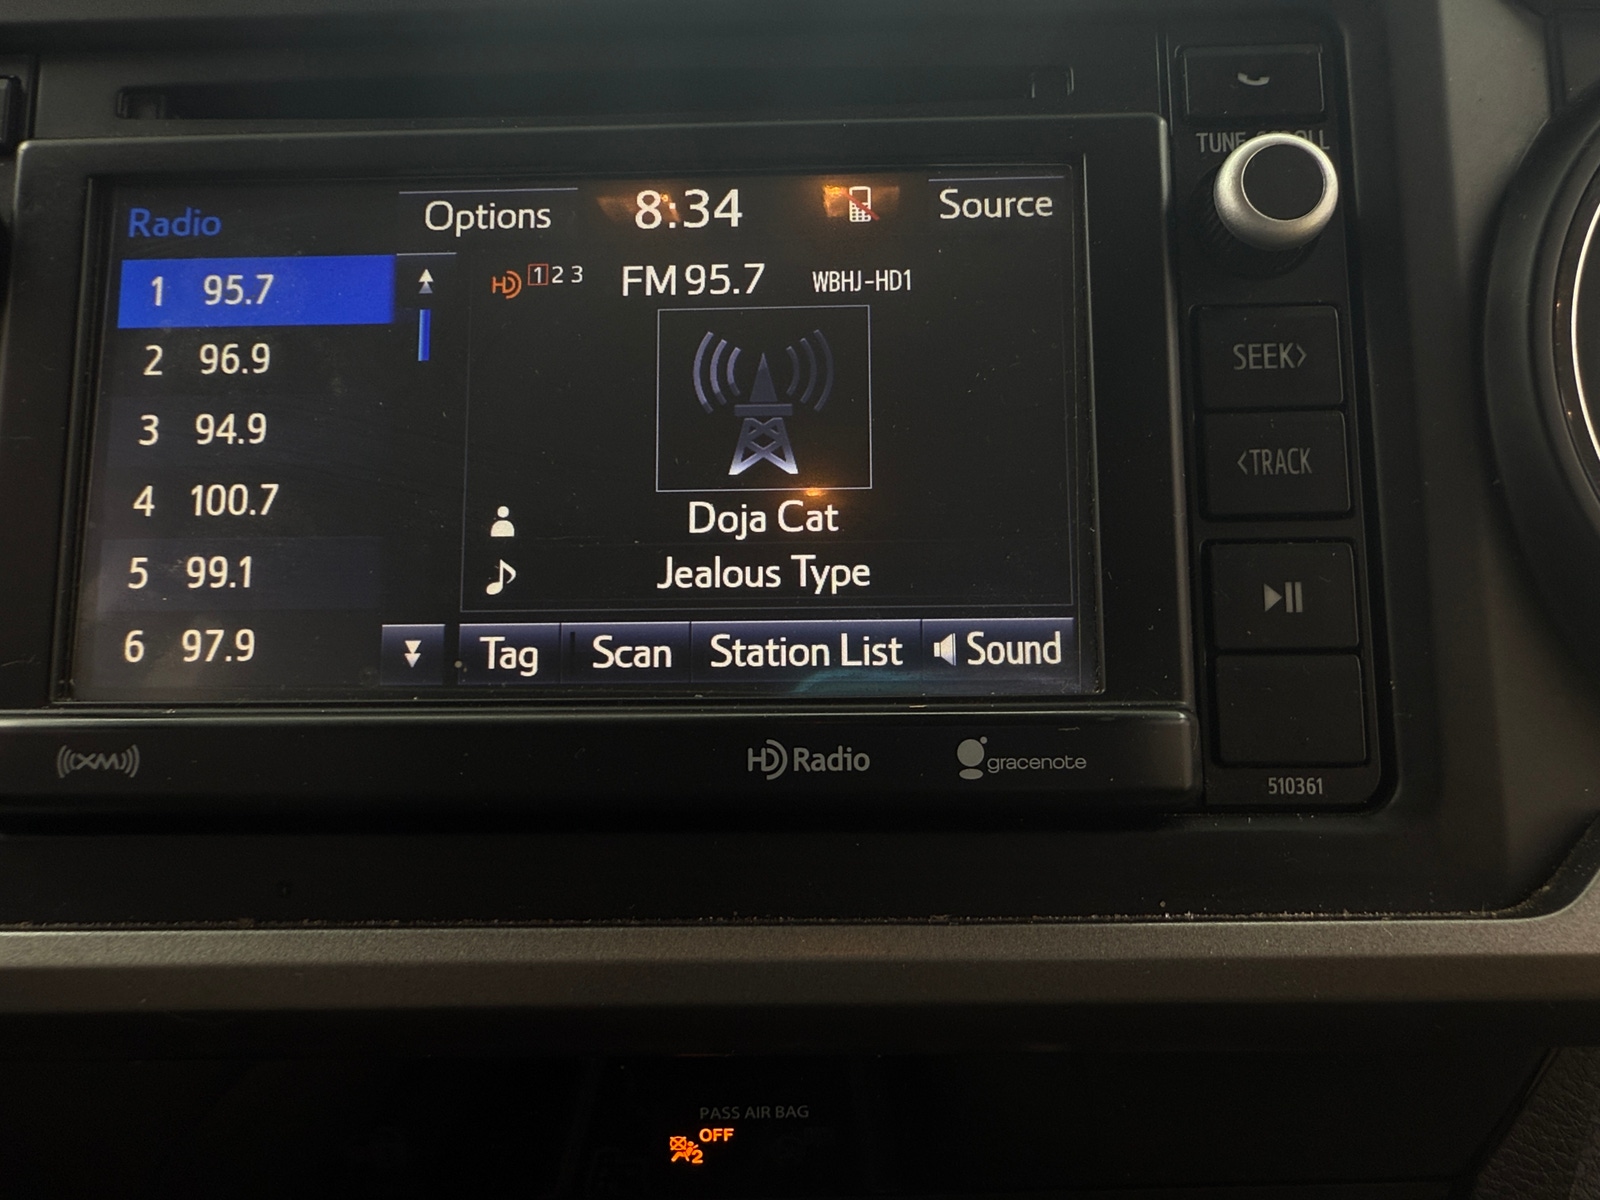 TUNE SCROLL
Radio
Options
8:34
Source
1 95.7
2 96.9
3 94.9
4 100.7
5 99.1
6 97.9
HD 1 2 3 FM 95.7 WBHJ-HD1
Doja Cat
Jealous Type
Tag
Scan
Station List
Sound
SEEK>
<TRACK
((XM))
HD Radio
gracenote
510361
PASS AIR BAG
OFF
2